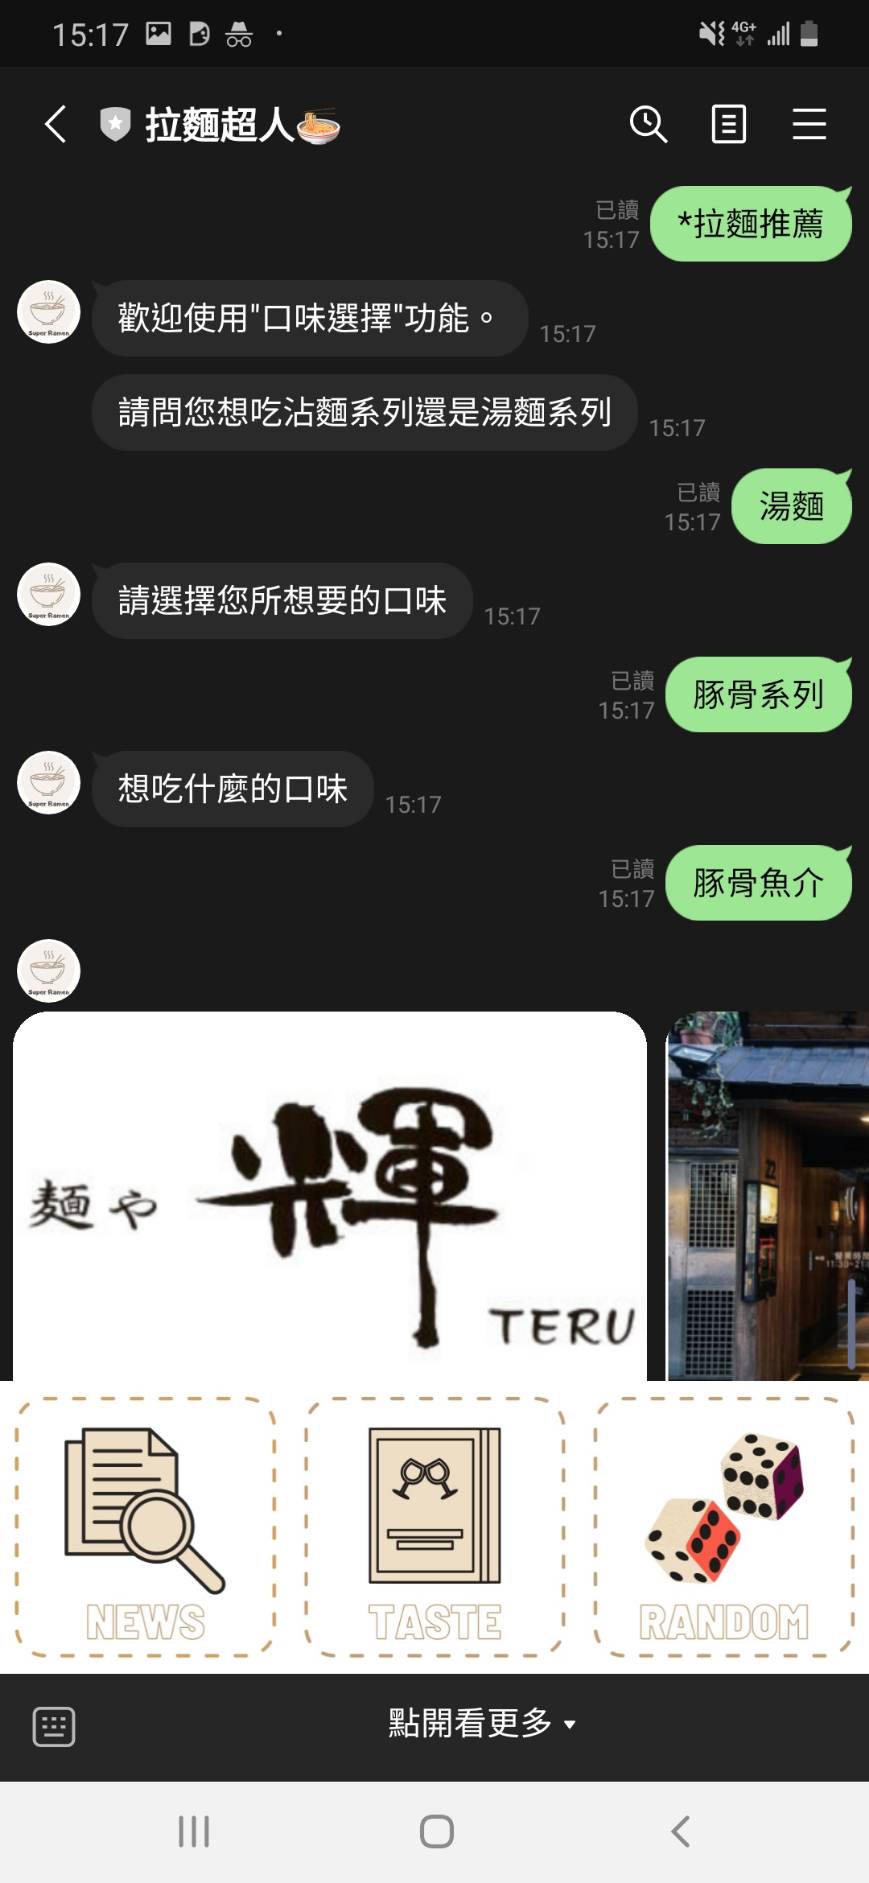 15:17
4G+
拉麵超人
*拉麵推薦
已讀
15:17
歡迎使用"口味選擇"功能。
15:17
請問您想吃沾麵系列還是湯麵系列
15:17
湯麵
已讀
15:17
請選擇您所想要的口味
15:17
豚骨系列
已讀
15:17
想吃什麼的口味
15:17
豚骨魚介
已讀
15:17
Super Ramen
麺や 輝
TERU
NEWS
TASTE
RANDOM
點開看更多